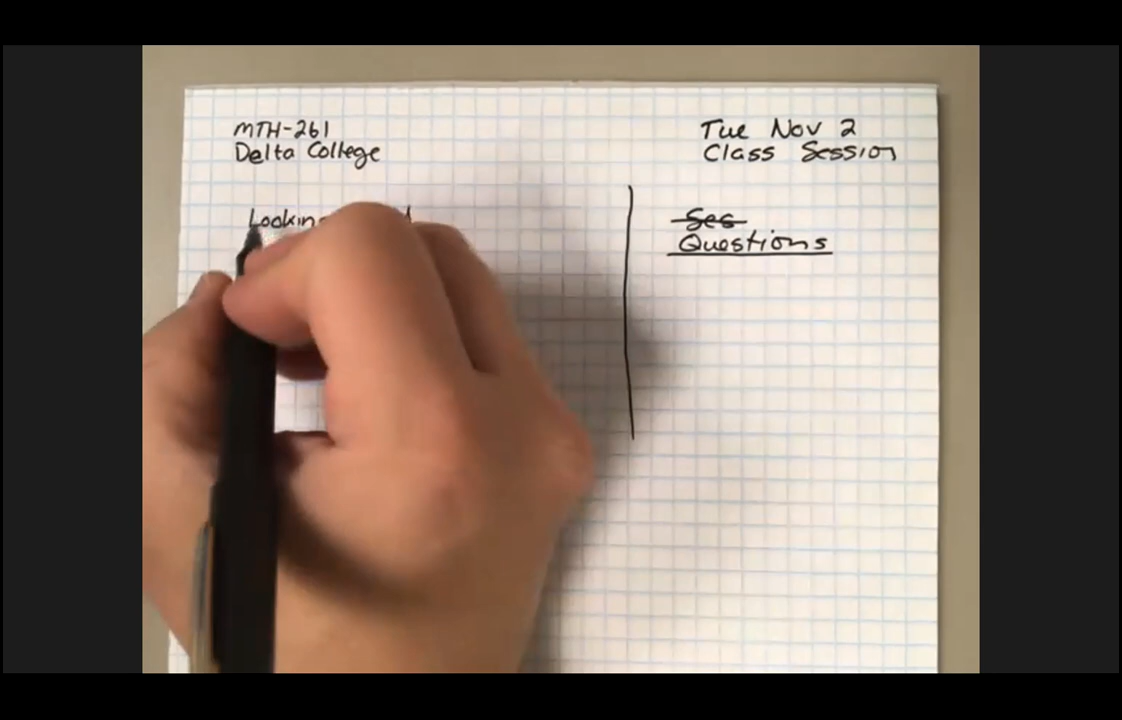 MTH-261
Delta College
Tue Nov 2
Class Session
Ses
Questions